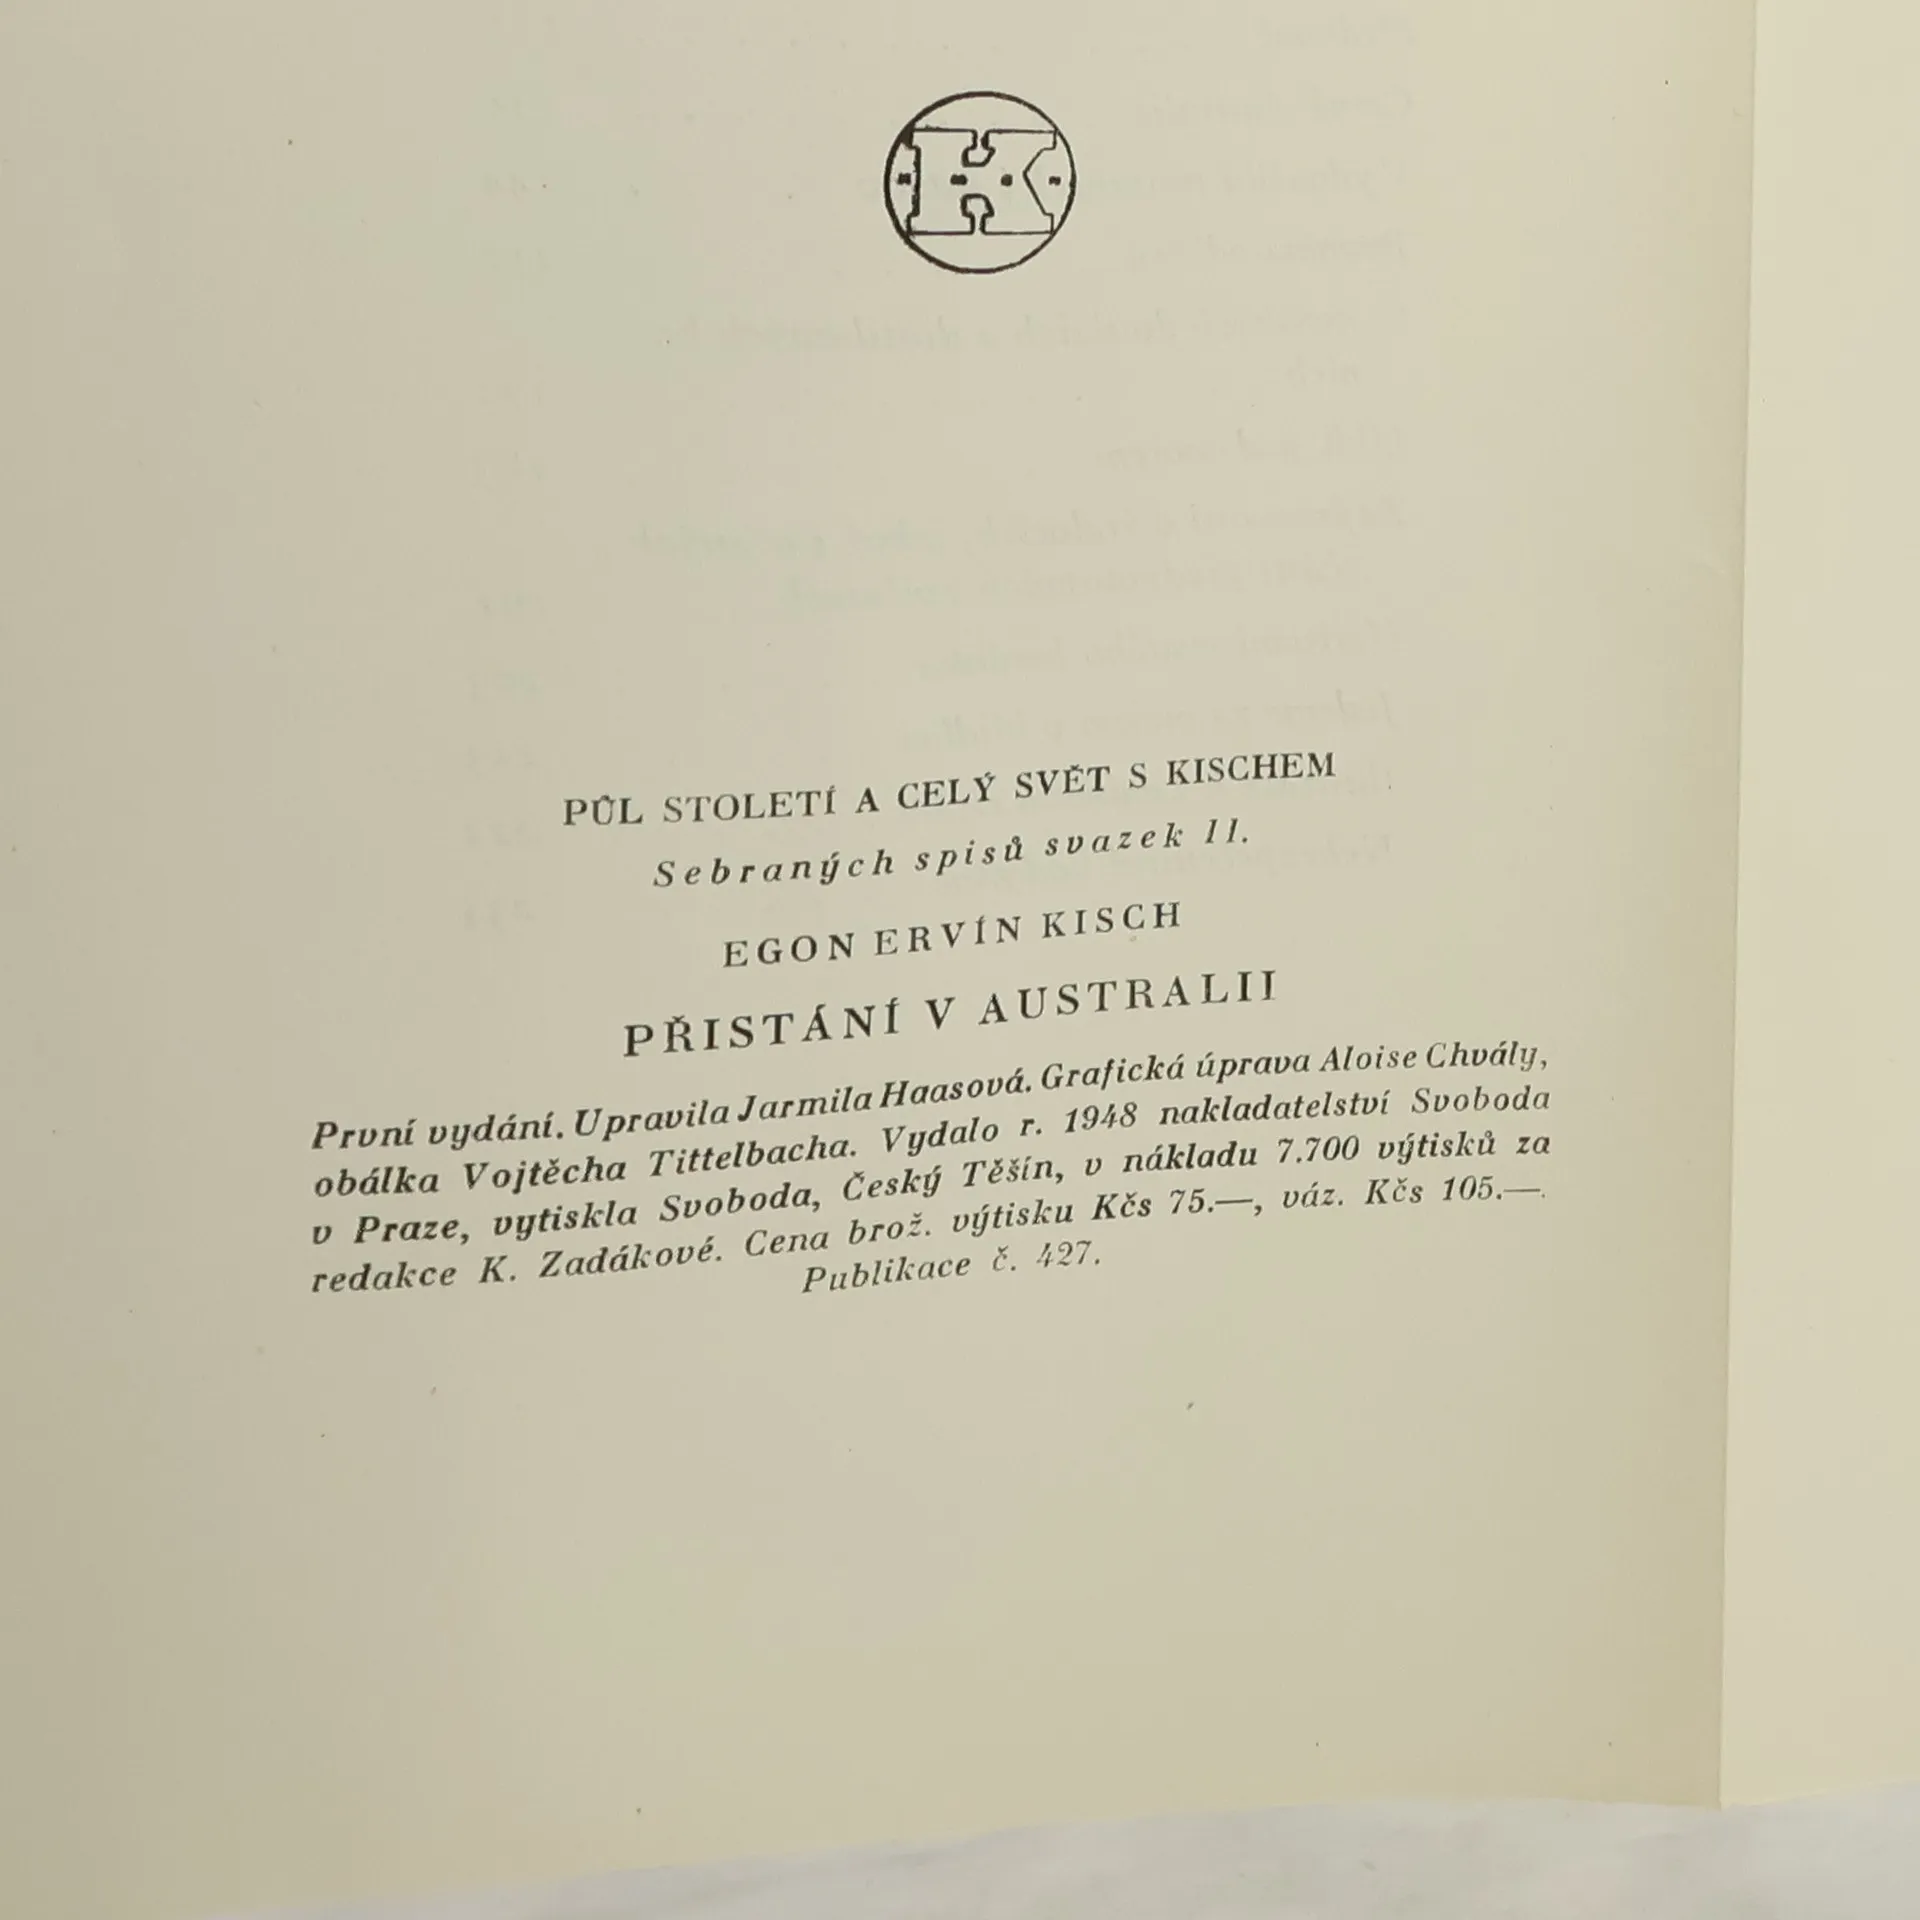 PŮL STOLETÍ A CELÝ SVĚT S KISCHEM
Sebraných spisů svazek II.
EGON ERVÍN KISCH
PŘISTÁNÍ V AUSTRALII
První vydání. Upravila Jarmila Haasová. Grafická úprava Aloise Chvály,
obálka Vojtěcha Tittelbacha. Vydalo r. 1948 nakladatelství Svoboda
v Praze, vytiskla Svoboda, Český Těšín, v nákladu 7.700 výtisků za
redakce K. Zadákové. Cena brož. výtisku Kčs 75.—, váz. Kčs 105.—.
Publikace č. 427.